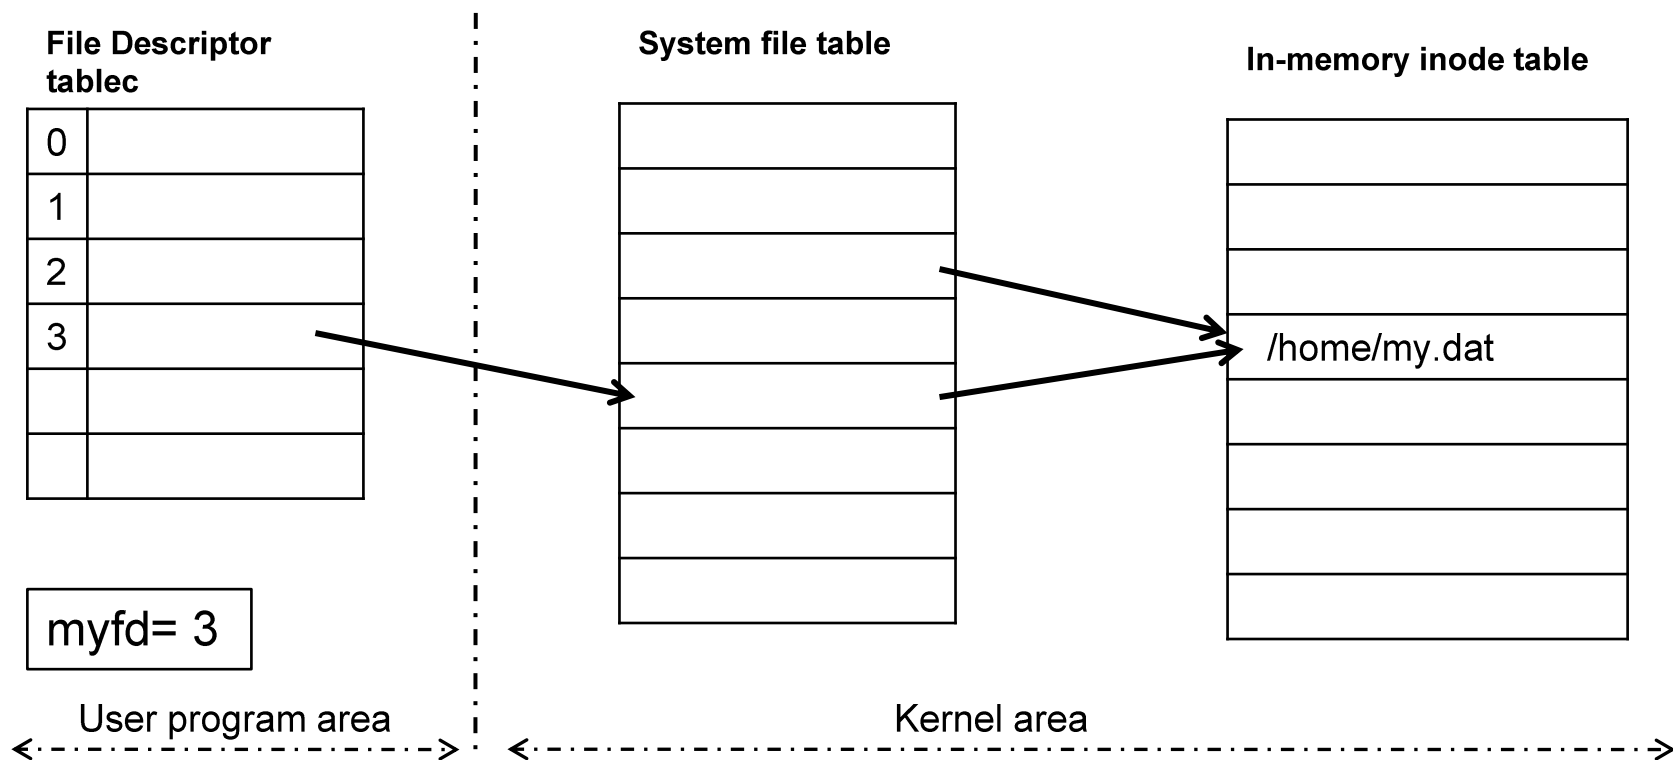 File Descriptor
tablec
System file table
In-memory inode table
0
1
2
3
/home/my.dat
myfd= 3
User program area
Kernel area